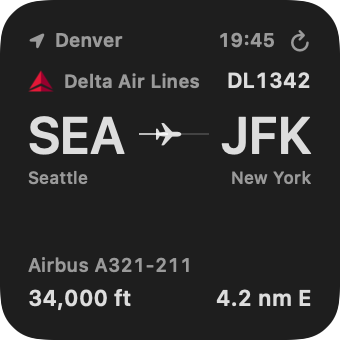 Denver 19:45
Delta Air Lines DL1342
SEA JFK
Seattle New York
Airbus A321-211
34,000 ft 4.2 nm E